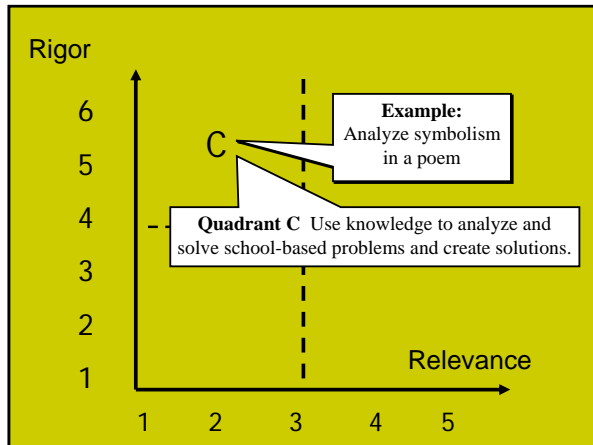 Rigor
6
Example:
Analyze symbolism
in a poem
C
5
4
Quadrant C Use knowledge to analyze and
solve school-based problems and create solutions.
3
2
1
Relevance
1 2 3 4 5